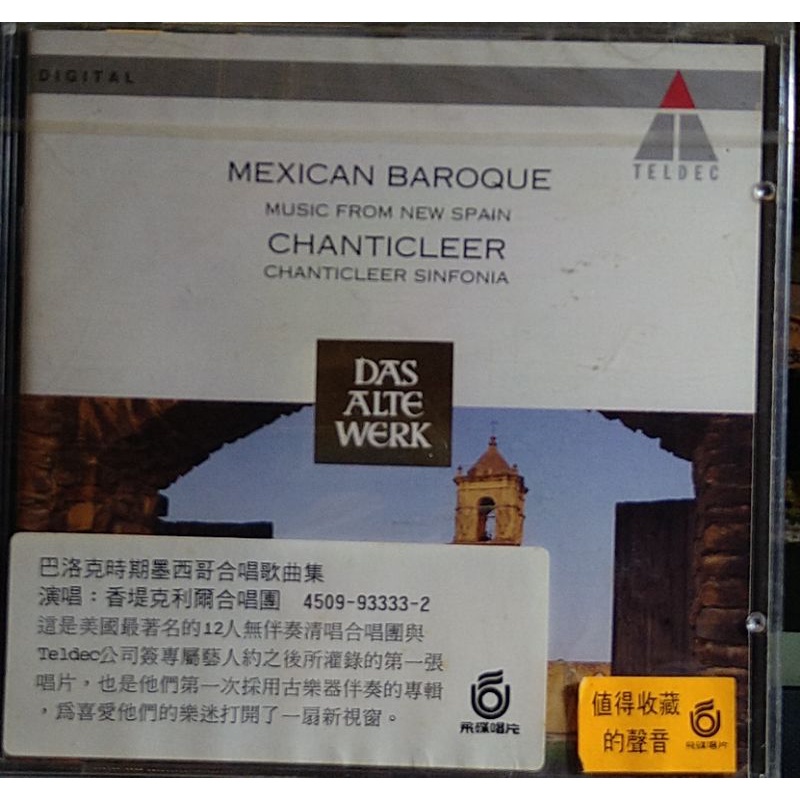 DIGITAL
TELDEC
MEXICAN BAROQUE
MUSIC FROM NEW SPAIN
CHANTICLEER
CHANTICLEER SINFONIA
DAS
ALTE
WERK
巴洛克時期墨西哥合唱歌曲集
演唱：香堤克利爾合唱團 4509-93333-2
這是美國最著名的12人無伴奏清唱合唱團與
Teldec公司簽專屬藝人約之後所灌錄的第一張
唱片，也是他們第一次採用古樂器伴奏的專輯
，爲喜愛他們的樂迷打開了一扇新視窗。
飛碟唱片
值得收藏
的聲音
飛碟唱片